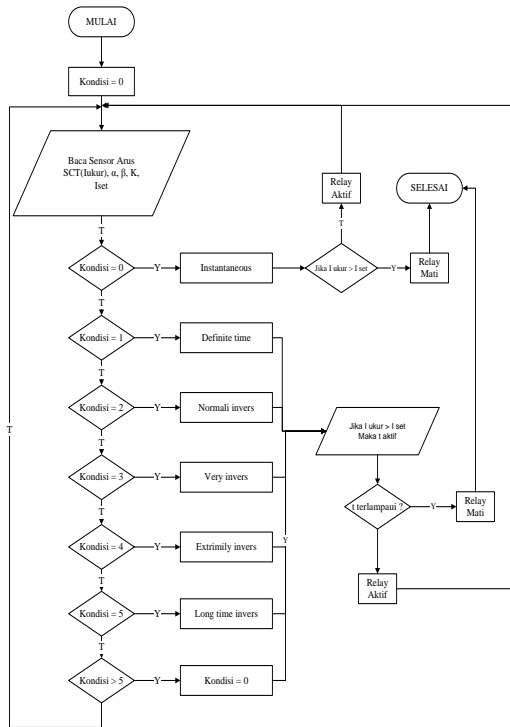 MULAI
Kondisi = 0
Baca Sensor Arus
SCT(Iukur), α, β, K,
Iset
T
Kondisi = 0
Y
Instantaneous
Jika I ukur > I set
T
Relay
Aktif
Y
Relay
Mati
SELESAI
T
Kondisi = 1
Y
Definite time
T
Kondisi = 2
Y
Normali invers
Jika I ukur > I set
Maka t aktif
T
T
Kondisi = 3
Y
Very invers
t terlampaui ?
Y
Relay
Mati
T
Kondisi = 4
Y
Extrimily invers
Y
Relay
Aktif
T
Kondisi = 5
Y
Long time invers
T
Kondisi > 5
Y
Kondisi = 0